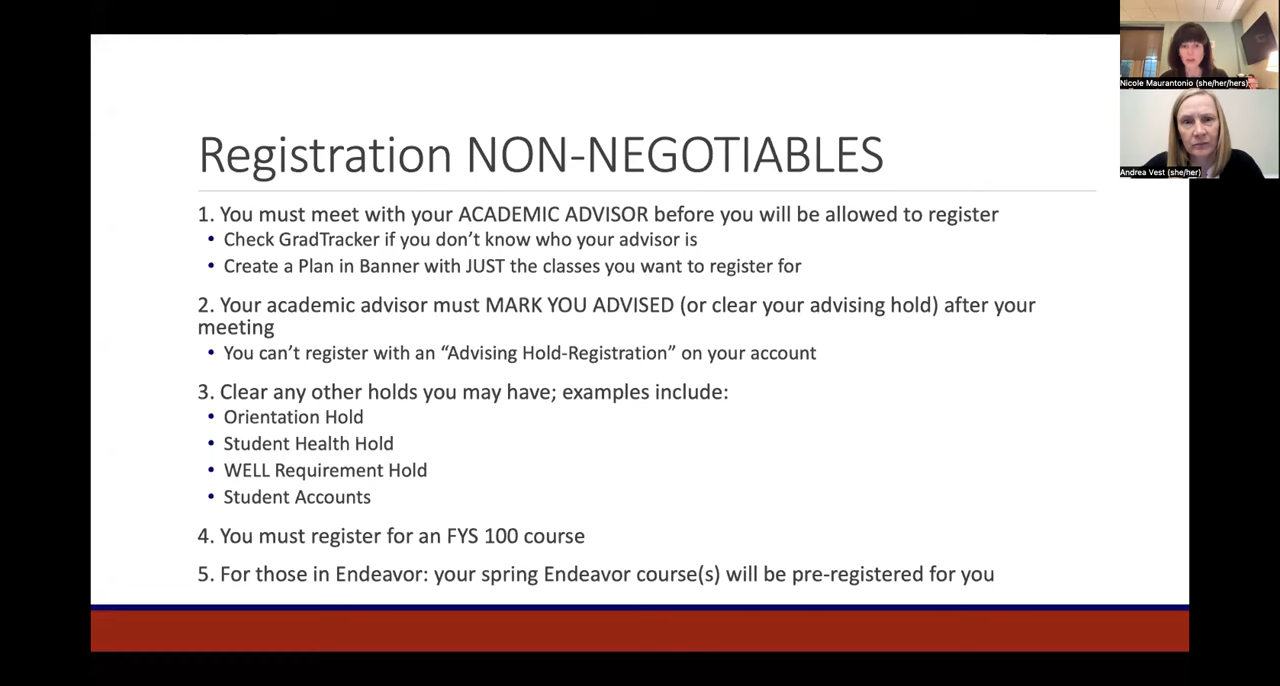 Registration NON-NEGOTIABLES
1. You must meet with your ACADEMIC ADVISOR before you will be allowed to register
• Check GradTracker if you don’t know who your advisor is
• Create a Plan in Banner with JUST the classes you want to register for
2. Your academic advisor must MARK YOU ADVISED (or clear your advising hold) after your
meeting
• You can’t register with an “Advising Hold-Registration” on your account
3. Clear any other holds you may have; examples include:
• Orientation Hold
• Student Health Hold
• WELL Requirement Hold
• Student Accounts
4. You must register for an FYS 100 course
5. For those in Endeavor: your spring Endeavor course(s) will be pre-registered for you
Nicole Maurantonio (she/her/hers)
Andrea Vest (she/her)